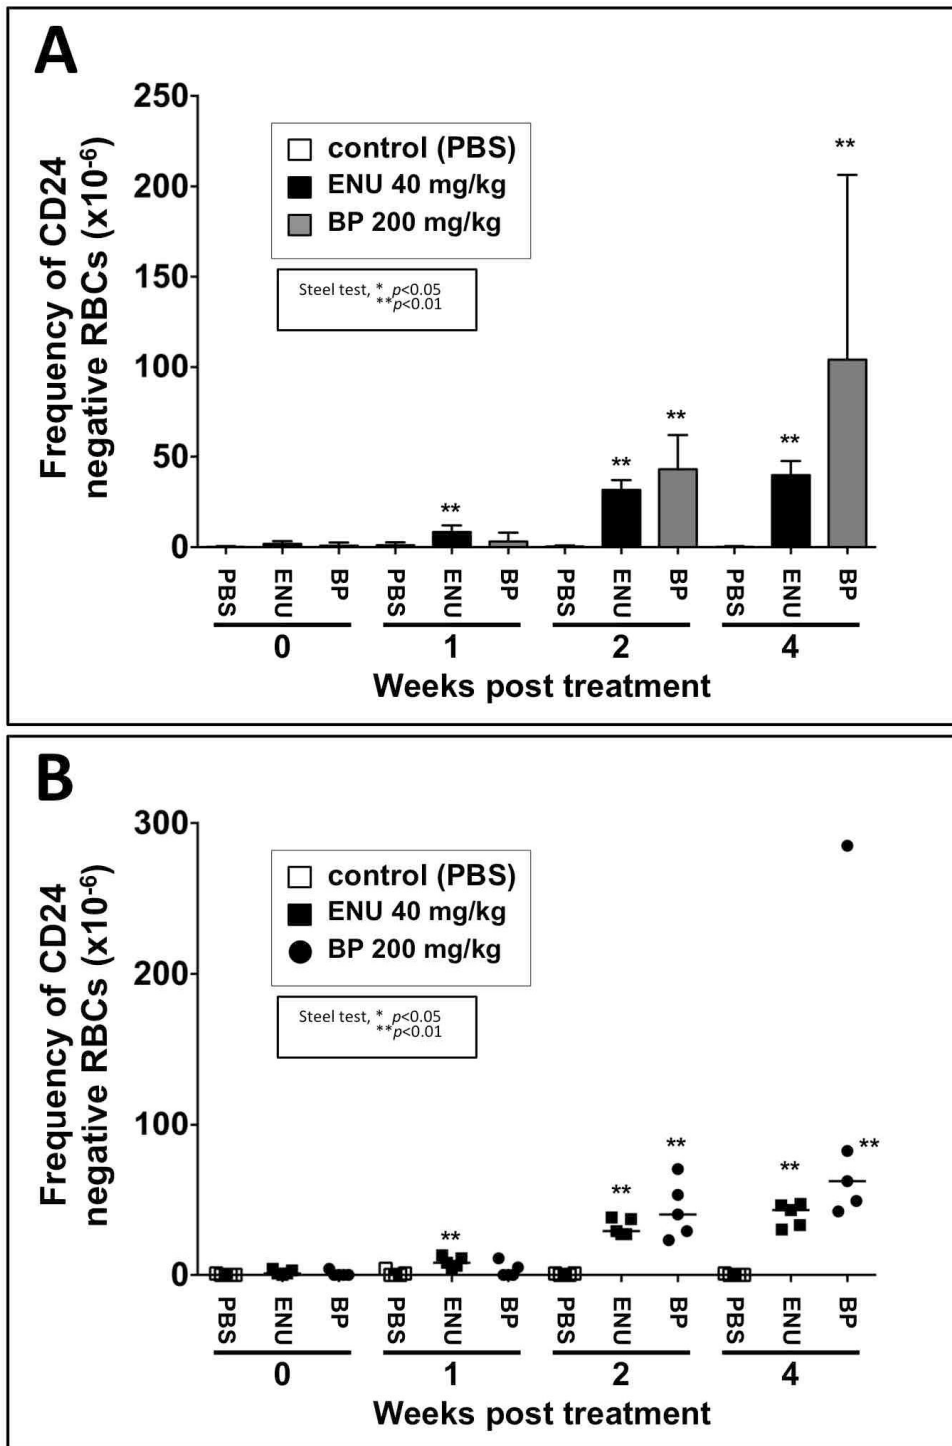 A
Frequency of CD24
negative RBCs (x10-6)
250
200
150
100
50
0
control (PBS)
ENU 40 mg/kg
BP 200 mg/kg
Steel test, * p<0.05
**p<0.01
**
**
**
**
**
PBS ENU BP PBS ENU BP PBS ENU BP PBS ENU BP
0 1 2 4
Weeks post treatment
B
Frequency of CD24
negative RBCs (x10-6)
300
200
100
0
control (PBS)
ENU 40 mg/kg
BP 200 mg/kg
Steel test, * p<0.05
**p<0.01
**
**
**
**
**
PBS ENU BP PBS ENU BP PBS ENU BP PBS ENU BP
0 1 2 4
Weeks post treatment